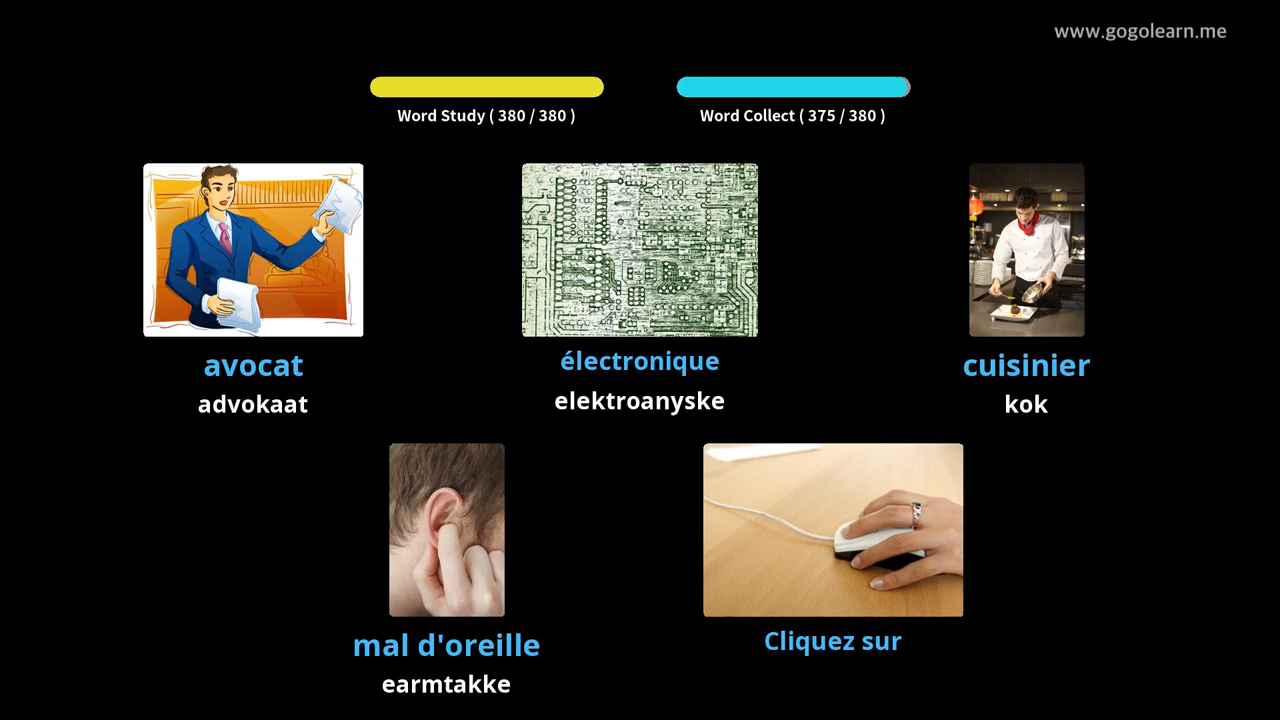 www.gogolearn.me
Word Study ( 380 / 380 )
Word Collect ( 375 / 380 )
avocat
advokaat
électronique
elektroanyske
cuisinier
kok
mal d'oreille
earmtakke
Cliquez sur